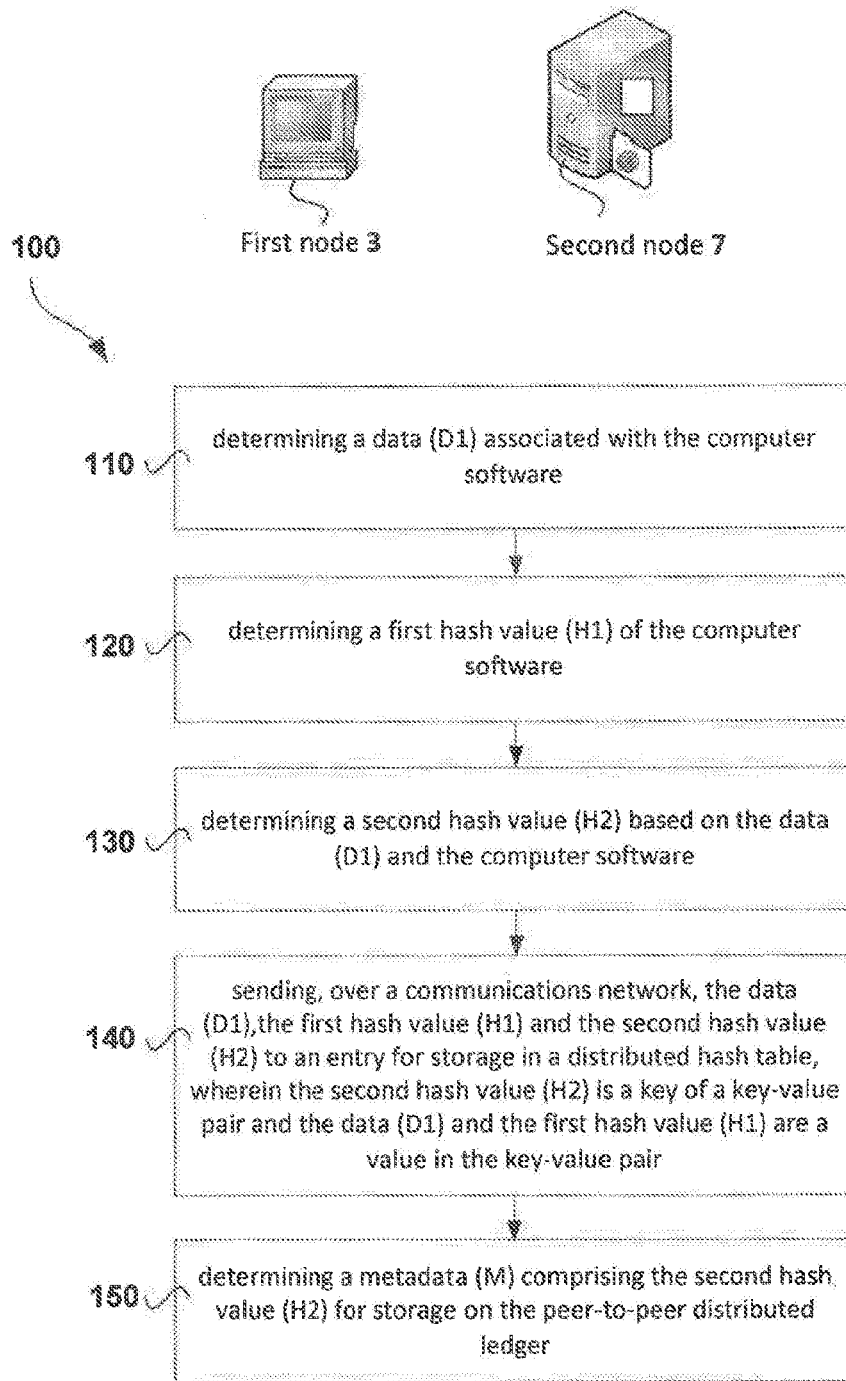 First node 3
Second node 7
100
110
determining a data (D1) associated with the computer
software
120
determining a first hash value (H1) of the computer
software
130
determining a second hash value (H2) based on the data
(D1) and the computer software
140
sending, over a communications network, the data
(D1),the first hash value (H1) and the second hash value
(H2) to an entry for storage in a distributed hash table,
wherein the second hash value (H2) is a key of a key-value
pair and the data (D1) and the first hash value (H1) are a
value in the key-value pair
150
determining a metadata (M) comprising the second hash
value (H2) for storage on the peer-to-peer distributed
ledger